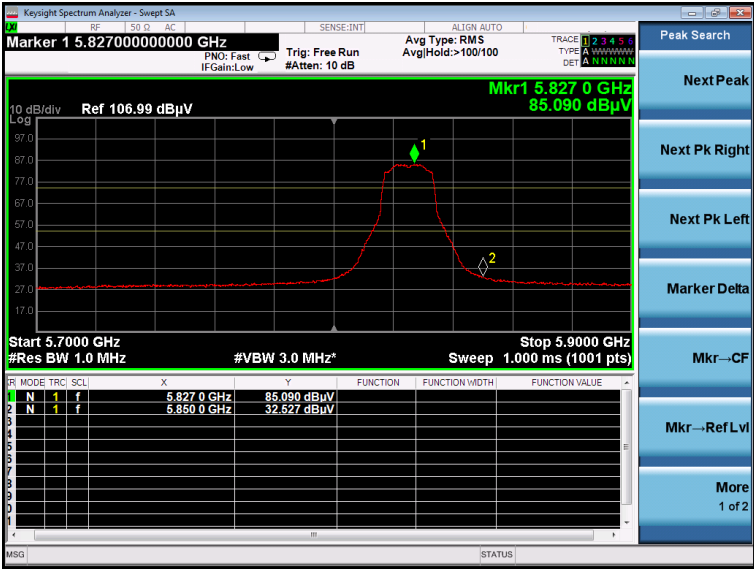 Keysight Spectrum Analyzer - Swept SA
RF 50 Ω AC SENSE:INT ALIGN AUTO
Marker 1 5.827000000000 GHz
PNO: Fast
IFGain:Low
Trig: Free Run
#Atten: 10 dB
Avg Type: RMS
Avg|Hold:>100/100
TRACE 1 2 3 4 5 6
TYPE A WWWWW
DET A N N N N N
Mkr1 5.827 0 GHz
85.090 dBµV
10 dB/div Ref 106.99 dBµV
Log
97.0
87.0
77.0
67.0
57.0
47.0
37.0
27.0
17.0
1
2
Start 5.7000 GHz Stop 5.9000 GHz
#Res BW 1.0 MHz #VBW 3.0 MHz* Sweep 1.000 ms (1001 pts)
MODE TRC SCL X Y FUNCTION FUNCTION WIDTH FUNCTION VALUE
1 N 1 f 5.827 0 GHz 85.090 dBµV
2 N 1 f 5.850 0 GHz 32.527 dBµV
3
4
5
6
7
8
9
MSG STATUS
Peak Search
Next Peak
Next Pk Right
Next Pk Left
Marker Delta
Mkr→CF
Mkr→Ref Lvl
More
1 of 2